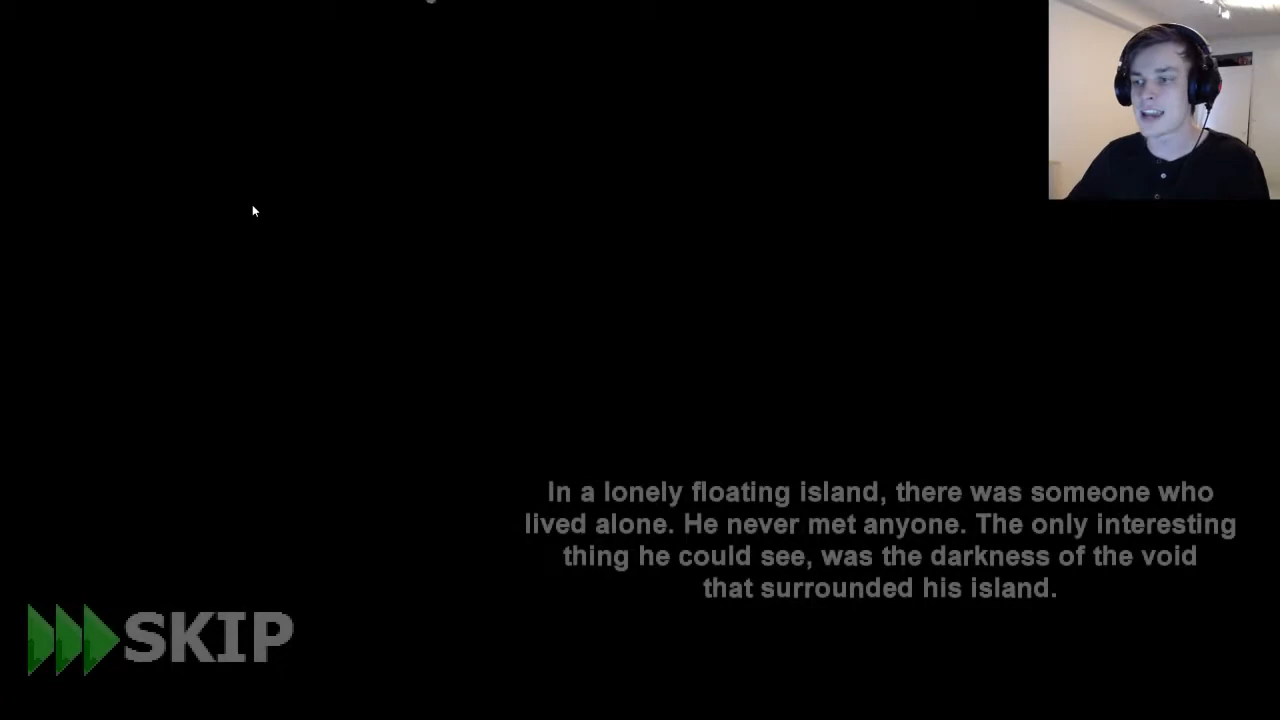 In a lonely floating island, there was someone who
lived alone. He never met anyone. The only interesting
thing he could see, was the darkness of the void
that surrounded his island.
SKIP